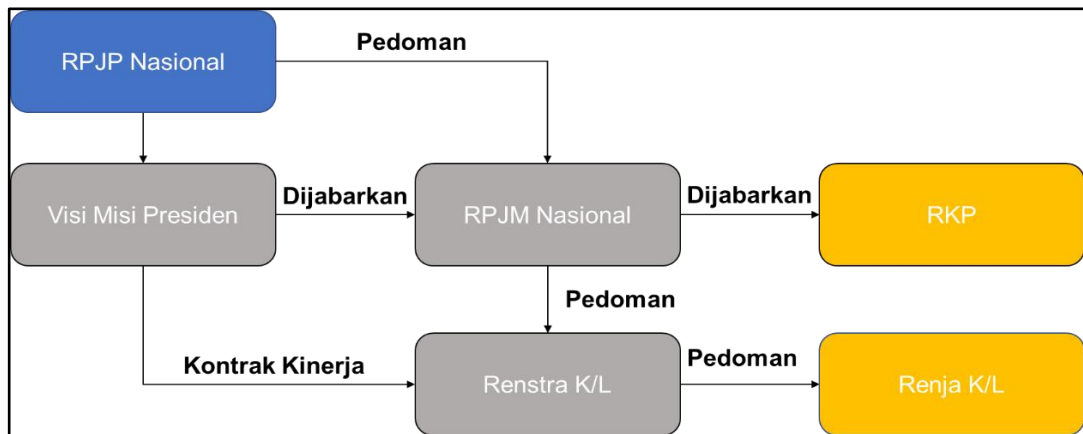 RPJP Nasional
Pedoman
Visi Misi Presiden
Dijabarkan
RPJM Nasional
Dijabarkan
RKP
Pedoman
Kontrak Kinerja
Renstra K/L
Pedoman
Renja K/L